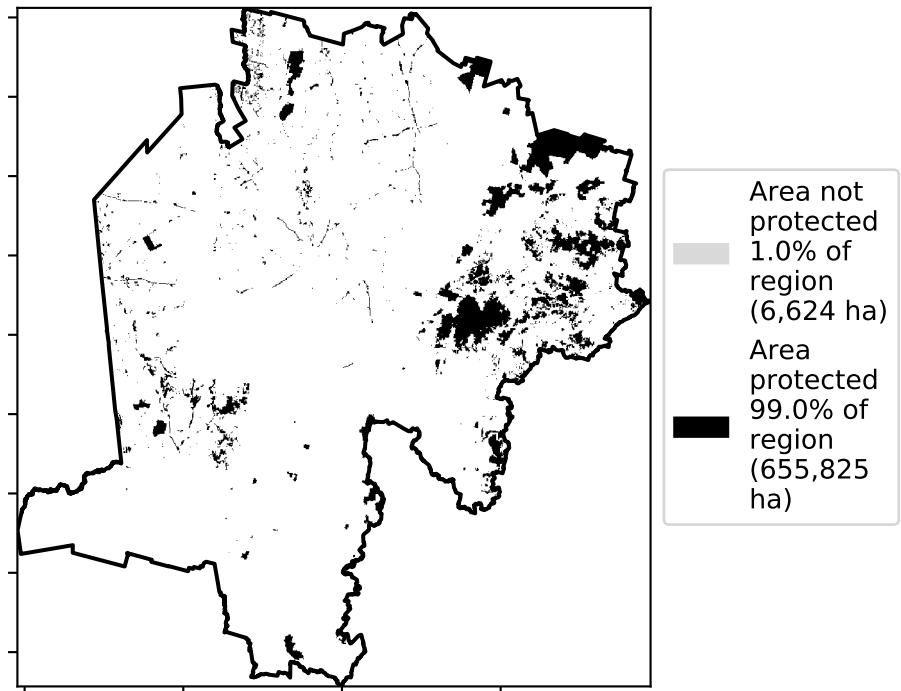 Area not
protected
1.0% of
region
(6,624 ha)
Area
protected
99.0% of
region
(655,825
ha)